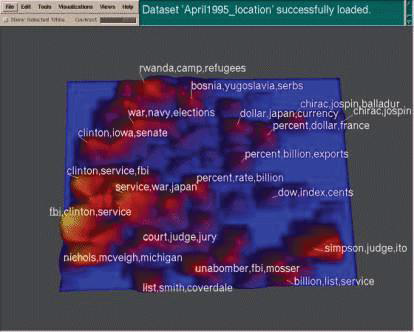 File Edit Tools Visualizations Views Help
Dataset 'April1995_location' successfully loaded.
Show Selected Titles Contrast
rwanda,camp,refugees
bosnia,yugoslavia,serbs
chirac,jospin,balladur
chirac,jospin
war,navy,elections
dollar,japan,currency
clinton,iowa,senate
percent,dollar,france
percent,billion,exports
clinton,service,fbi
percent,rate,billion
service,war,japan
dow,index,cents
fbi,clinton,service
court,judge,jury
simpson,judge,ito
nichols,mcveigh,michigan
unabomber,fbi,mosser
billion,list,service
list,smith,coverdale